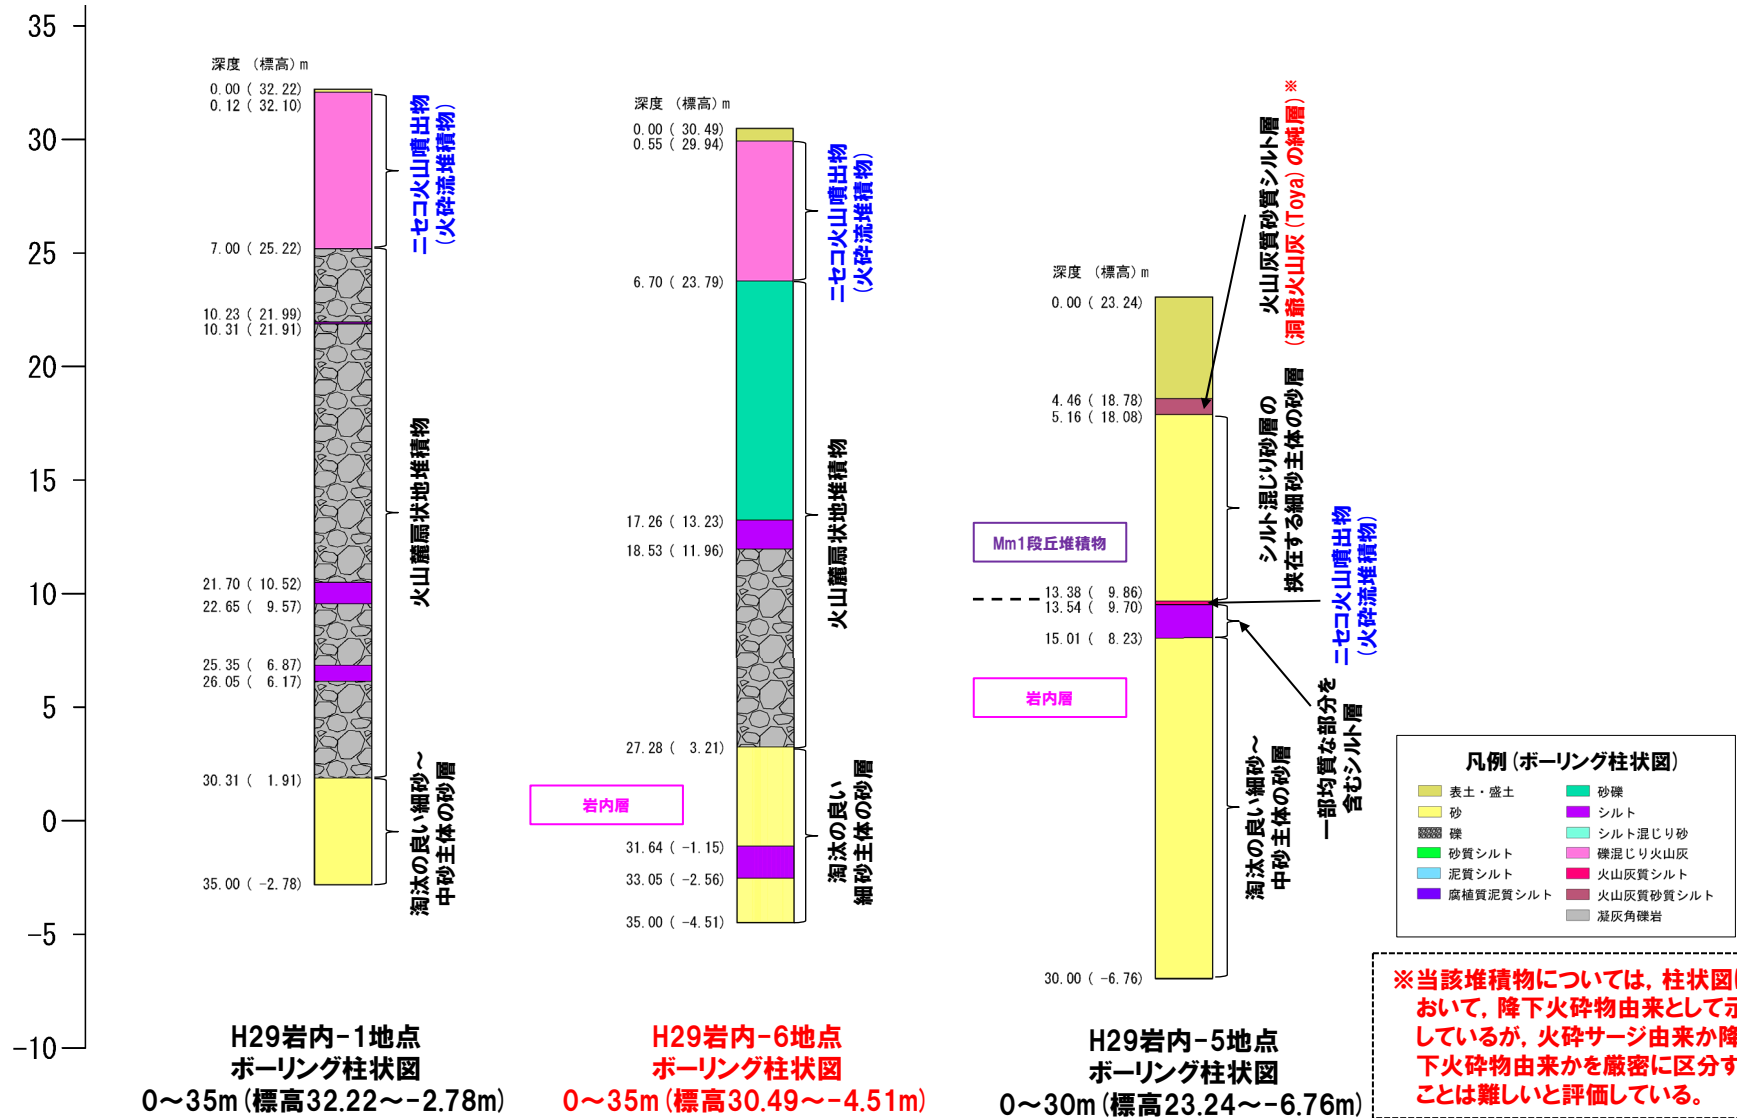 35
30
25
20
15
10
5
0
-5
-10
深度 (標高)m
0.00 ( 32.22)
0.12 ( 32.10)
7.00 ( 25.22)
10.23 ( 21.99)
10.31 ( 21.91)
21.70 ( 10.52)
22.65 ( 9.57)
25.35 ( 6.87)
26.05 ( 6.17)
30.31 ( 1.91)
35.00 ( -2.78)
ニセコ火山噴出物
(火砕流堆積物)
火山麓扇状地堆積物
淘汰の良い細砂~
中砂主体の砂層
H29岩内-1地点
ボーリング柱状図
0~35m(標高32.22~-2.78m)
深度 (標高)m
0.00 ( 30.49)
0.55 ( 29.94)
6.70 ( 23.79)
17.26 ( 13.23)
18.53 ( 11.96)
27.28 ( 3.21)
31.64 ( -1.15)
33.05 ( -2.56)
35.00 ( -4.51)
ニセコ火山噴出物
(火砕流堆積物)
火山麓扇状地堆積物
岩内層
淘汰の良い
細砂主体の砂層
H29岩内-6地点
ボーリング柱状図
0~35m(標高30.49~-4.51m)
深度 (標高)m
0.00 ( 23.24)
4.46 ( 18.78)
5.16 ( 18.08)
13.38 ( 9.86)
13.54 ( 9.70)
15.01 ( 8.23)
30.00 ( -6.76)
火山灰質砂質シルト層
(洞爺火山灰(Toya)の純層)※
シルト混じり砂層の
挟在する細砂主体の砂層
Mm1段丘堆積物
ニセコ火山噴出物
(火砕流堆積物)
岩内層
一部均質な部分を
含むシルト層
淘汰の良い細砂~
中砂主体の砂層
H29岩内-5地点
ボーリング柱状図
0~30m(標高23.24~-6.76m)
凡例(ボーリング柱状図)
表土・盛土
砂
礫
砂質シルト
泥質シルト
腐植質泥質シルト
砂礫
シルト
シルト混じり砂
礫混じり火山灰
火山灰質シルト
火山灰質砂質シルト
凝灰角礫岩
※当該堆積物については,柱状図
おいて,降下火砕物由来として示
しているが,火砕サージ由来か降
下火砕物由来かを厳密に区分す
ことは難しいと評価している。